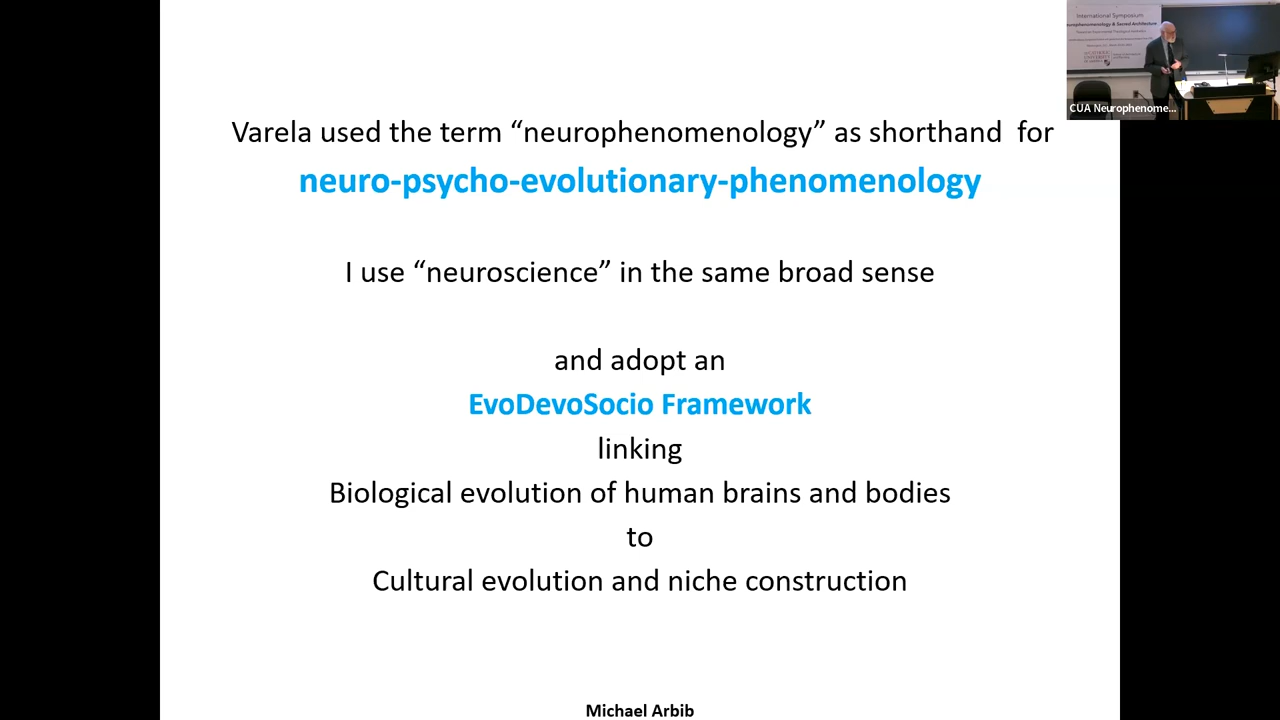 Varela used the term “neurophenomenology” as shorthand for
neuro-psycho-evolutionary-phenomenology
I use “neuroscience” in the same broad sense
and adopt an
EvoDevoSocio Framework
linking
Biological evolution of human brains and bodies
to
Cultural evolution and niche construction
Michael Arbib
International Symposium
CUA Neurophenome...